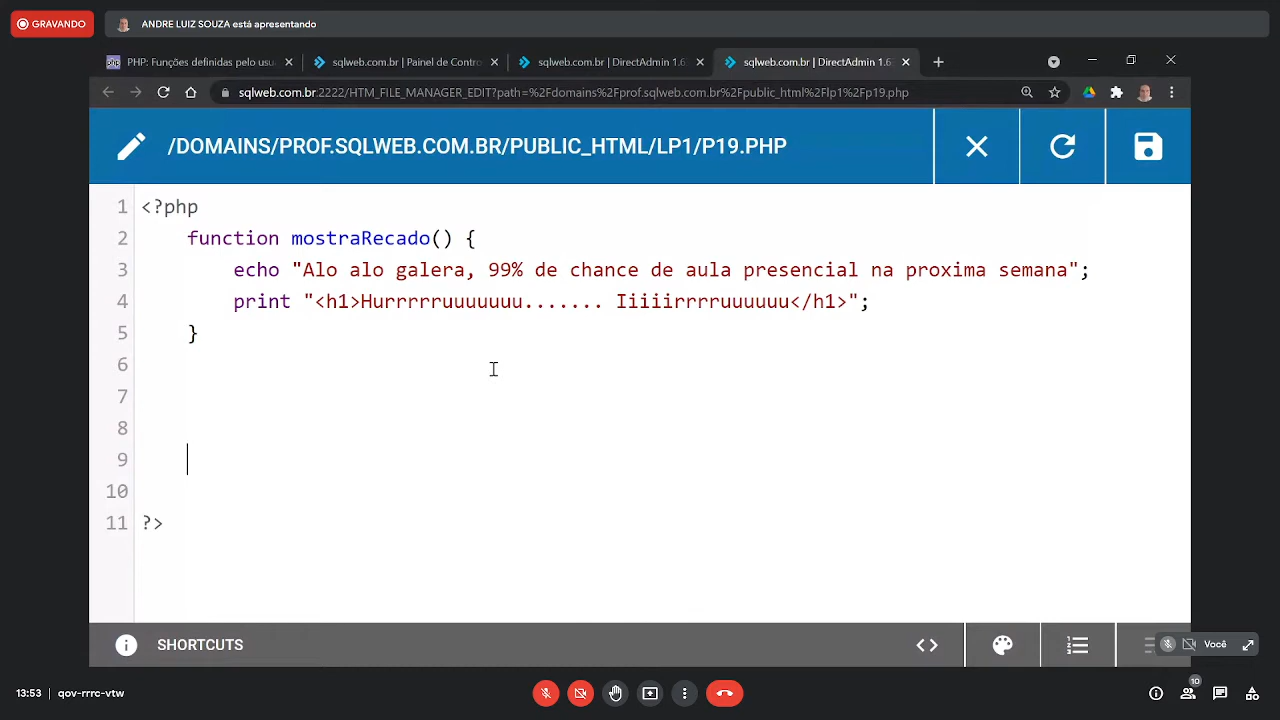 GRAVANDO
ANDRE LUIZ SOUZA está apresentando
php PHP: Funções definidas pelo usu
sqlweb.com.br | Painel de Contro
sqlweb.com.br | DirectAdmin 1.6
sqlweb.com.br | DirectAdmin 1.6
sqlweb.com.br:2222/HTM_FILE_MANAGER_EDIT?path=%2Fdomains%2Fprof.sqlweb.com.br%2Fpublic_html%2Flp1%2Fp19.php
/DOMAINS/PROF.SQLWEB.COM.BR/PUBLIC_HTML/LP1/P19.PHP
1 <?php
2 function mostraRecado() {
3 echo "Alo alo galera, 99% de chance de aula presencial na proxima semana";
4 print "<h1>Hurrrrruuuuuuu....... Iiiiirrrruuuuuu</h1>";
5 }
6
7
8
9
10
11 ?>
SHORTCUTS
Você
13:53 | qov-rrrc-vtw
10